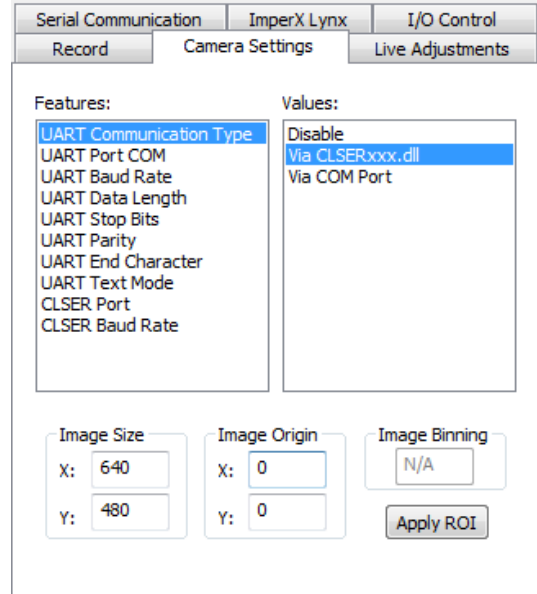 Serial Communication ImperX Lynx I/O Control
Record Camera Settings Live Adjustments
Features:
UART Communication Type
UART Port COM
UART Baud Rate
UART Data Length
UART Stop Bits
UART Parity
UART End Character
UART Text Mode
CLSER Port
CLSER Baud Rate
Values:
Disable
Via CLSERxxx.dll
Via COM Port
Image Size
X: 640
Y: 480
Image Origin
X: 0
Y: 0
Image Binning
N/A
Apply ROI